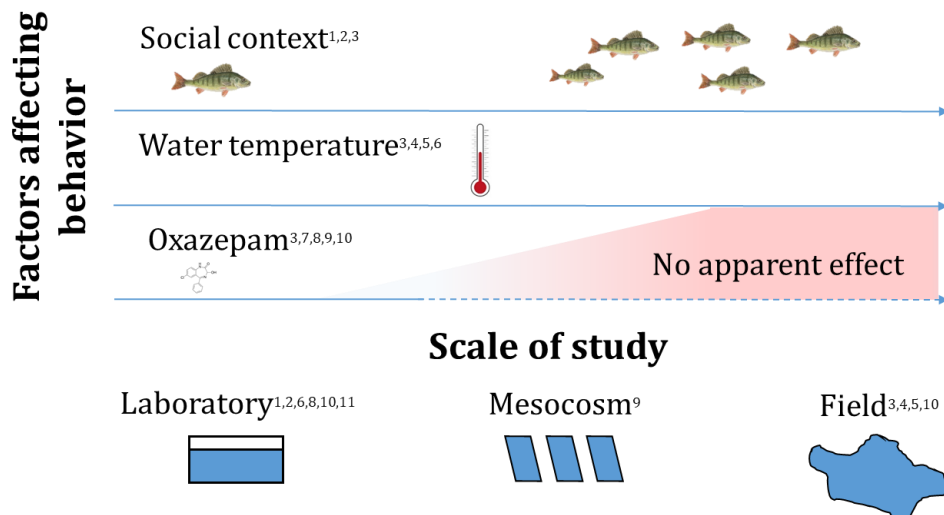 Factors affecting
behavior
Social context1,2,3
Water temperature3,4,5,6
Oxazepam3,7,8,9,10
No apparent effect
Scale of study
Laboratory1,2,6,8,10,11
Mesocosm9
Field3,4,5,10